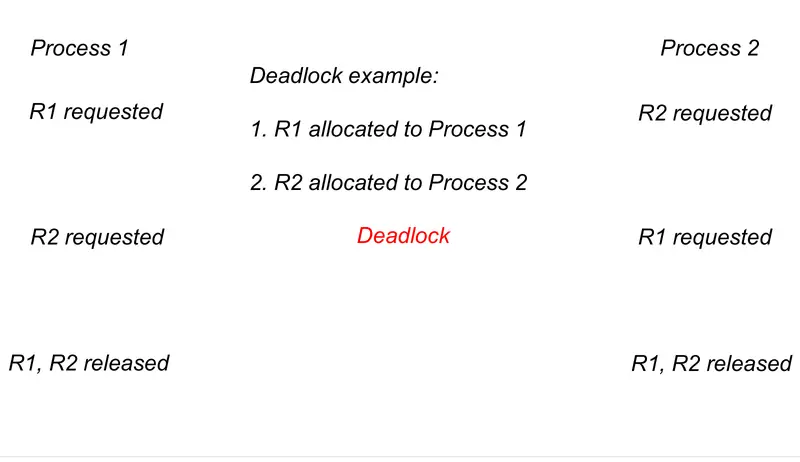 Process 1
Process 2
Deadlock example:
R1 requested
R2 requested
1. R1 allocated to Process 1
2. R2 allocated to Process 2
R2 requested
Deadlock
R1 requested
R1, R2 released
R1, R2 released